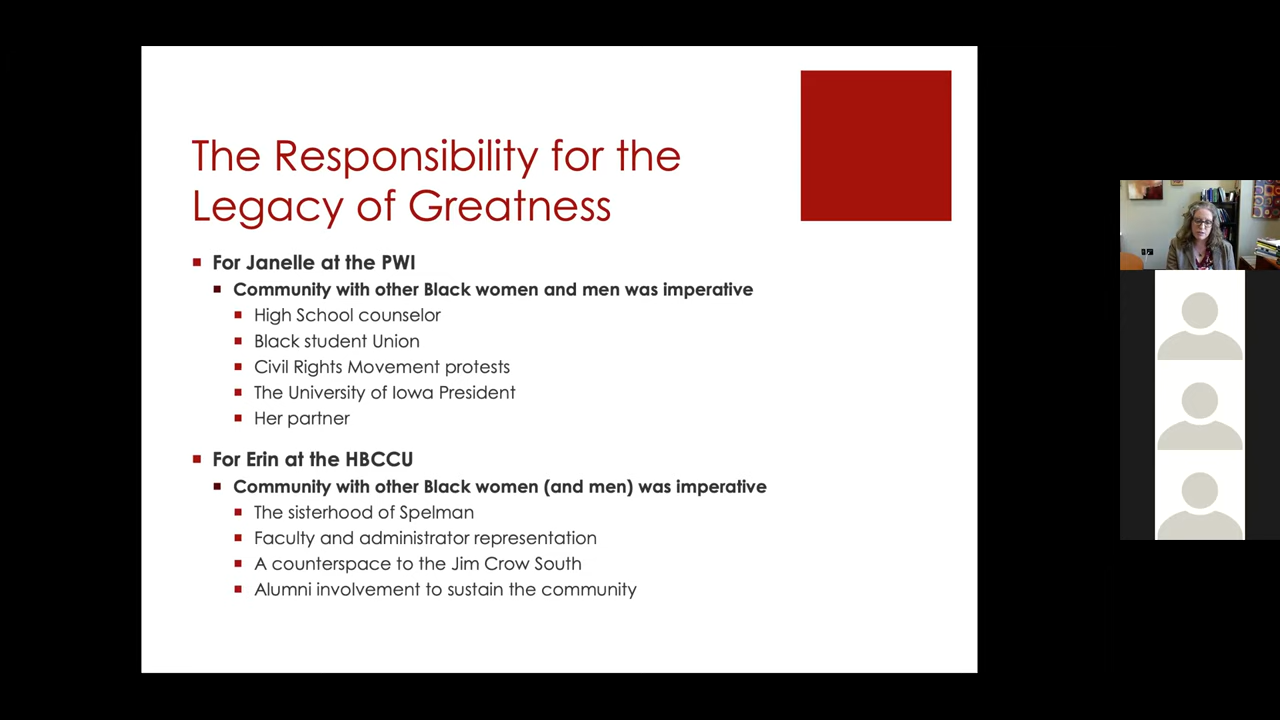 The Responsibility for the
Legacy of Greatness
For Janelle at the PWI
Community with other Black women and men was imperative
High School counselor
Black student Union
Civil Rights Movement protests
The University of Iowa President
Her partner
For Erin at the HBCCU
Community with other Black women (and men) was imperative
The sisterhood of Spelman
Faculty and administrator representation
A counterspace to the Jim Crow South
Alumni involvement to sustain the community